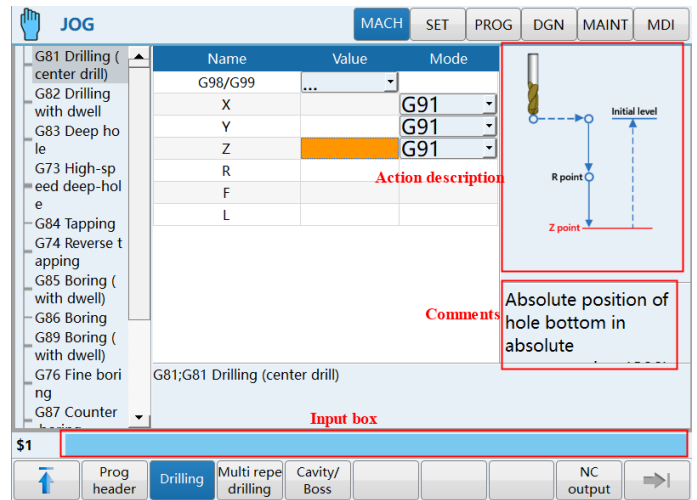 JOG
MACH SET PROG DGN MAINT MDI
G81 Drilling (
center drill)
G82 Drilling
with dwell
G83 Deep ho
le
G73 High-sp
eed deep-hol
e
G84 Tapping
G74 Reverse t
apping
G85 Boring (
with dwell)
G86 Boring
G89 Boring (
with dwell)
G76 Fine bori
ng
G87 Counter
Name Value Mode
G98/G99 ...
X G91
Y G91
Z G91
R
F
L
Action description
Initial level
R point
Z point
Comments
Absolute position of
hole bottom in
absolute
G81;G81 Drilling (center drill)
Input box
$1
Prog
header
Drilling
Multi repe
drilling
Cavity/
Boss
NC
output